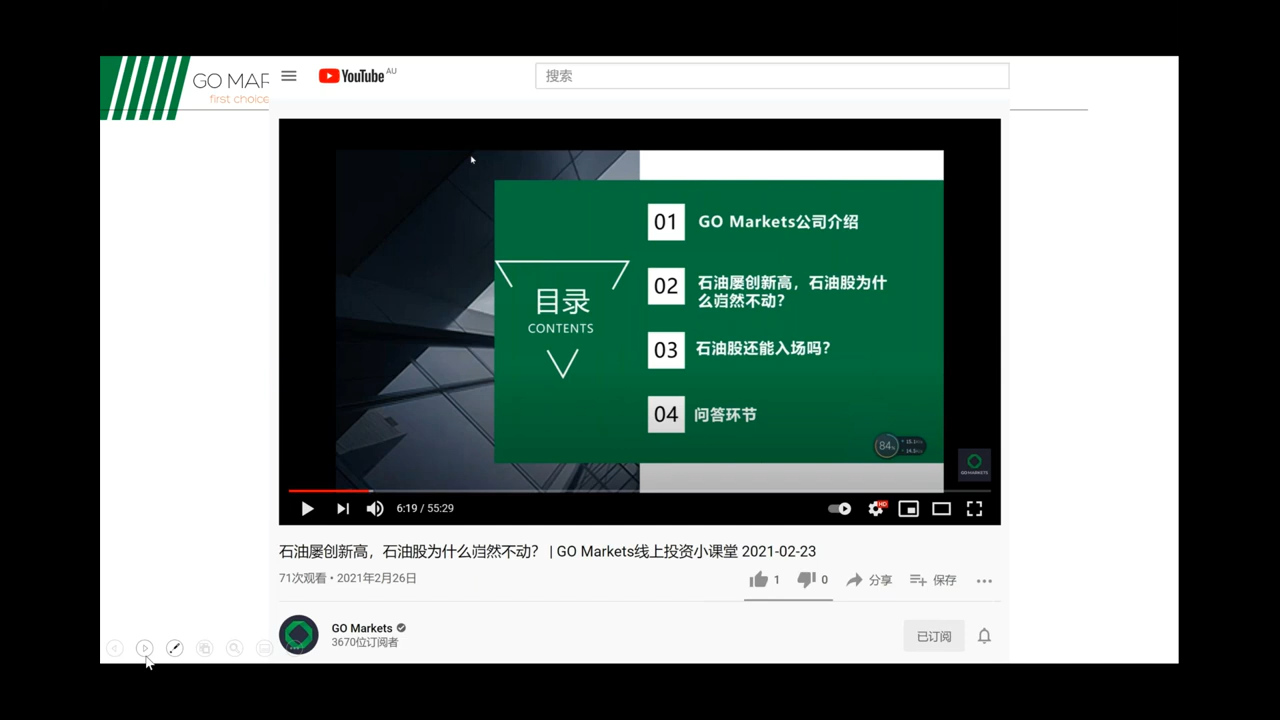 GO MAR
first choice
YouTube AU
搜索
目录
CONTENTS
01 GO Markets公司介绍
02 石油屡创新高，石油股为什
么岿然不动？
03 石油股还能入场吗？
04 问答环节
84%
GO MARKETS
6:19 / 55:29
HD
石油屡创新高，石油股为什么岿然不动？ | GO Markets线上投资小课堂 2021-02-23
71次观看 • 2021年2月26日
1
0
分享
保存
GO Markets
3670位订阅者
已订阅